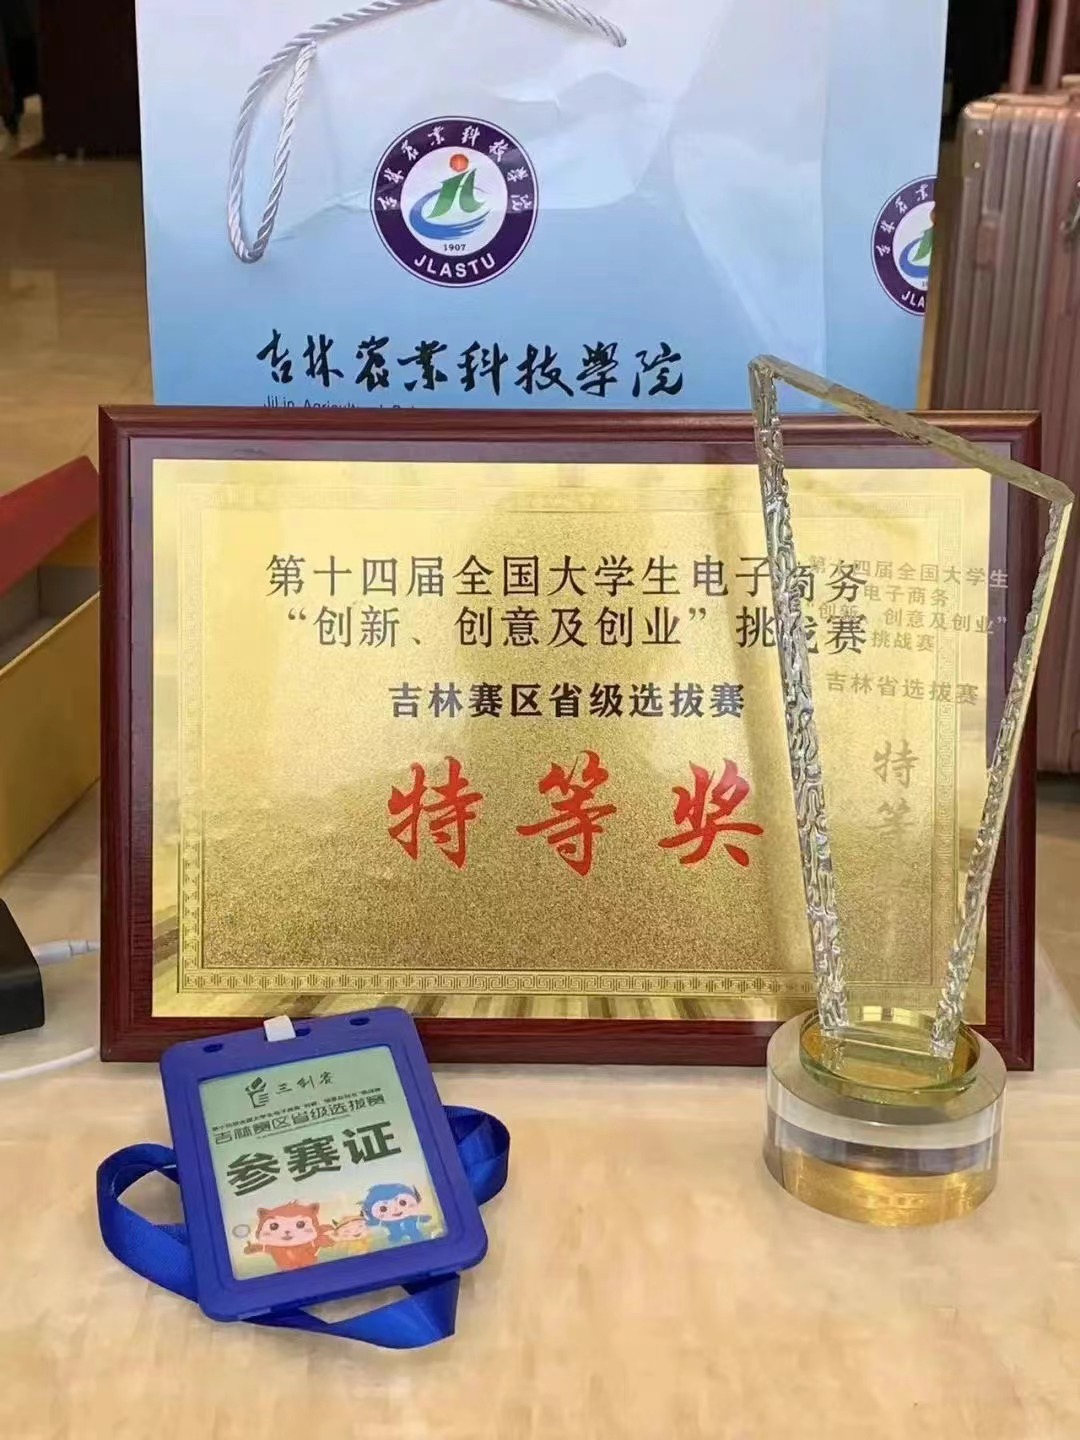 吉林农业科技学院
1907
JLASTU
吉林農業科技學院
第十四届全国大学生电子商务
“创新、创意及创业”挑战赛
吉林赛区省级选拔赛
特等奖
第十四届全国大学生
电子商务
“创新、创意及创业”
挑战赛
吉林省选拔赛
特等
三创赛
吉林赛区省级选拔赛
参赛证